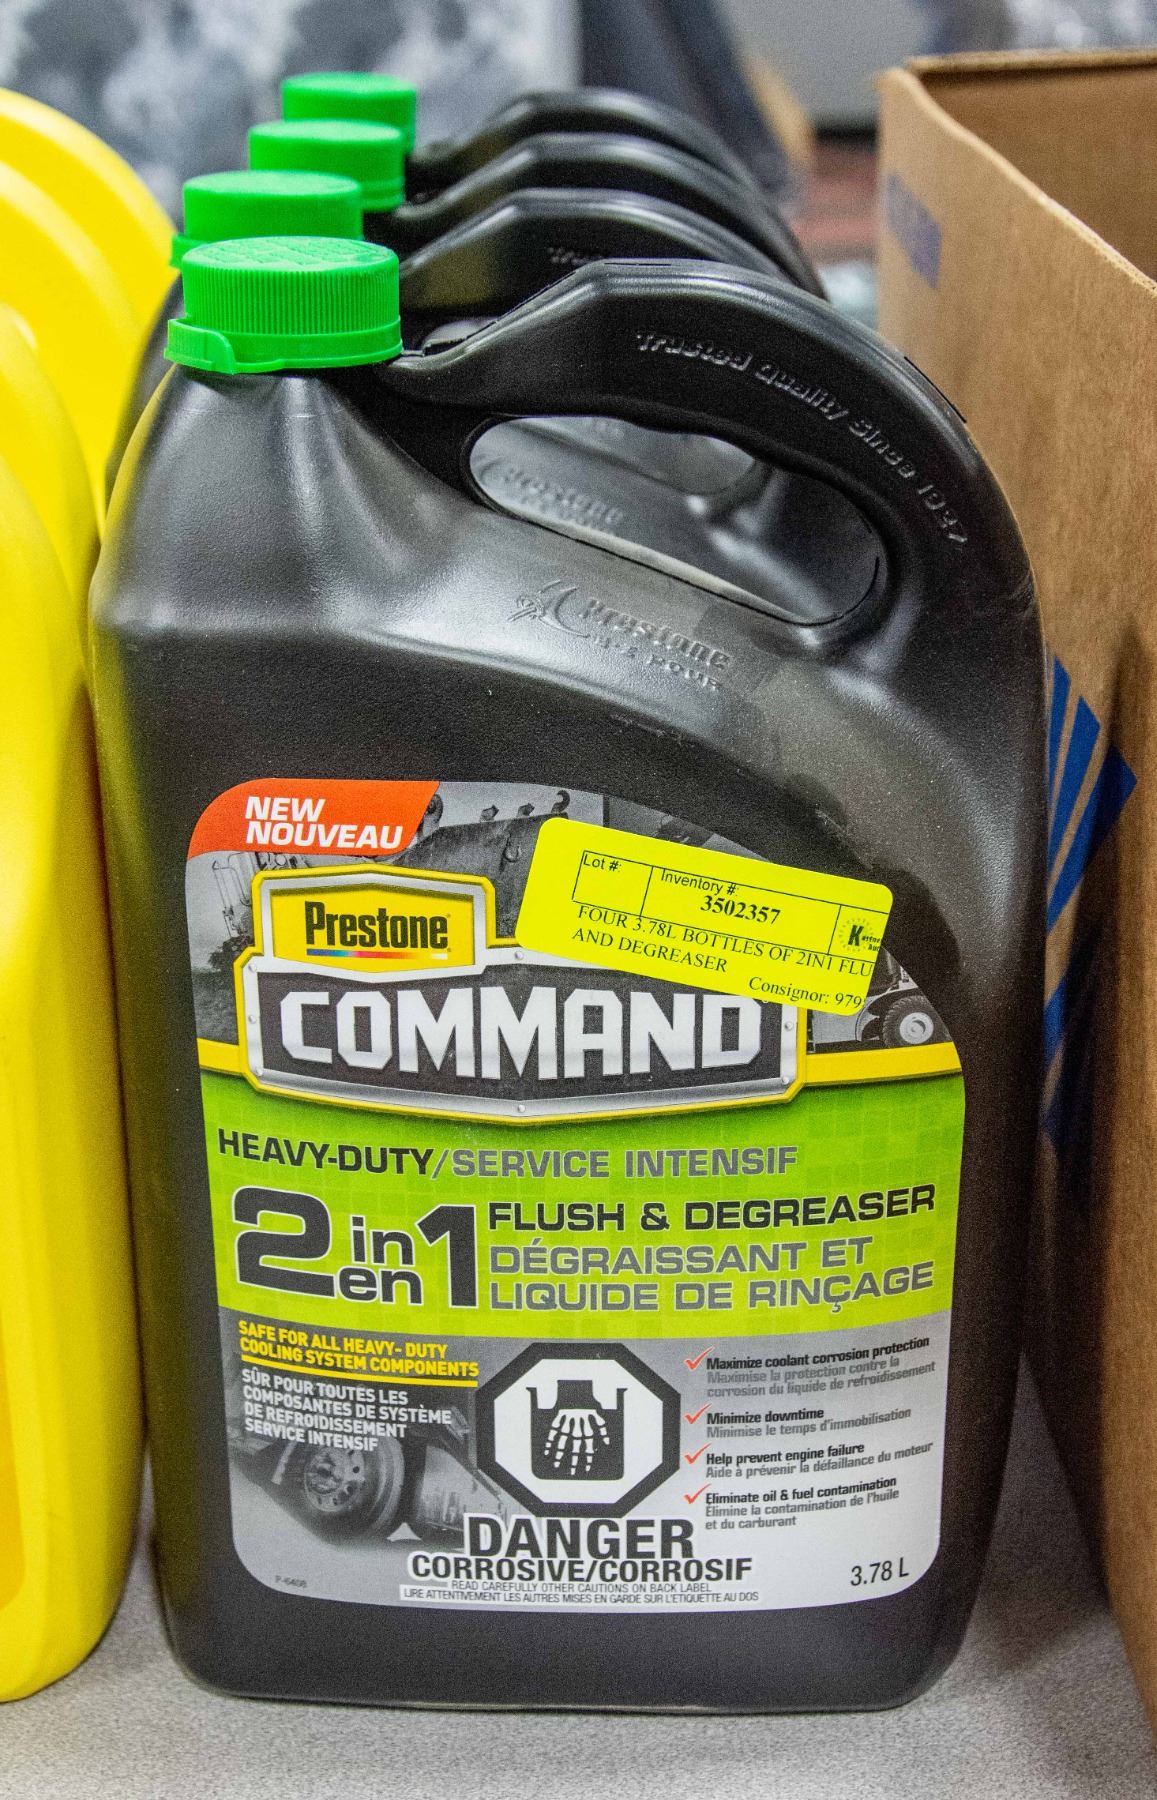 Trusted Quality Since 1927
Prestone
NEW
NOUVEAU
Lot #:
Inventory #:
3502357
FOUR 3.78L BOTTLES OF 2IN1 FLU
AND DEGREASER
Consignor: 979
Prestone
COMMAND
HEAVY-DUTY/SERVICE INTENSIF
2 in en 1
FLUSH & DEGREASER
DÉGRAISSANT ET
LIQUIDE DE RINÇAGE
SAFE FOR ALL HEAVY-DUTY
COOLING SYSTEM COMPONENTS
SÛR POUR TOUTES LES
COMPOSANTES DE SYSTÈME
DE REFROIDISSEMENT
SERVICE INTENSIF
Maximize coolant corrosion protection
Maximise la protection contre la
corrosion du liquide de refroidissement
Minimize downtime
Minimise le temps d'immobilisation
Help prevent engine failure
Aide à prévenir la défaillance du moteur
Eliminate oil & fuel contamination
Élimine la contamination de l'huile
et du carburant
DANGER
CORROSIVE/CORROSIF
READ CAREFULLY OTHER CAUTIONS ON BACK LABEL
LIRE ATTENTIVEMENT LES AUTRES MISES EN GARDE SUR L'ETIQUETTE AU DOS
P-6408
3.78 L